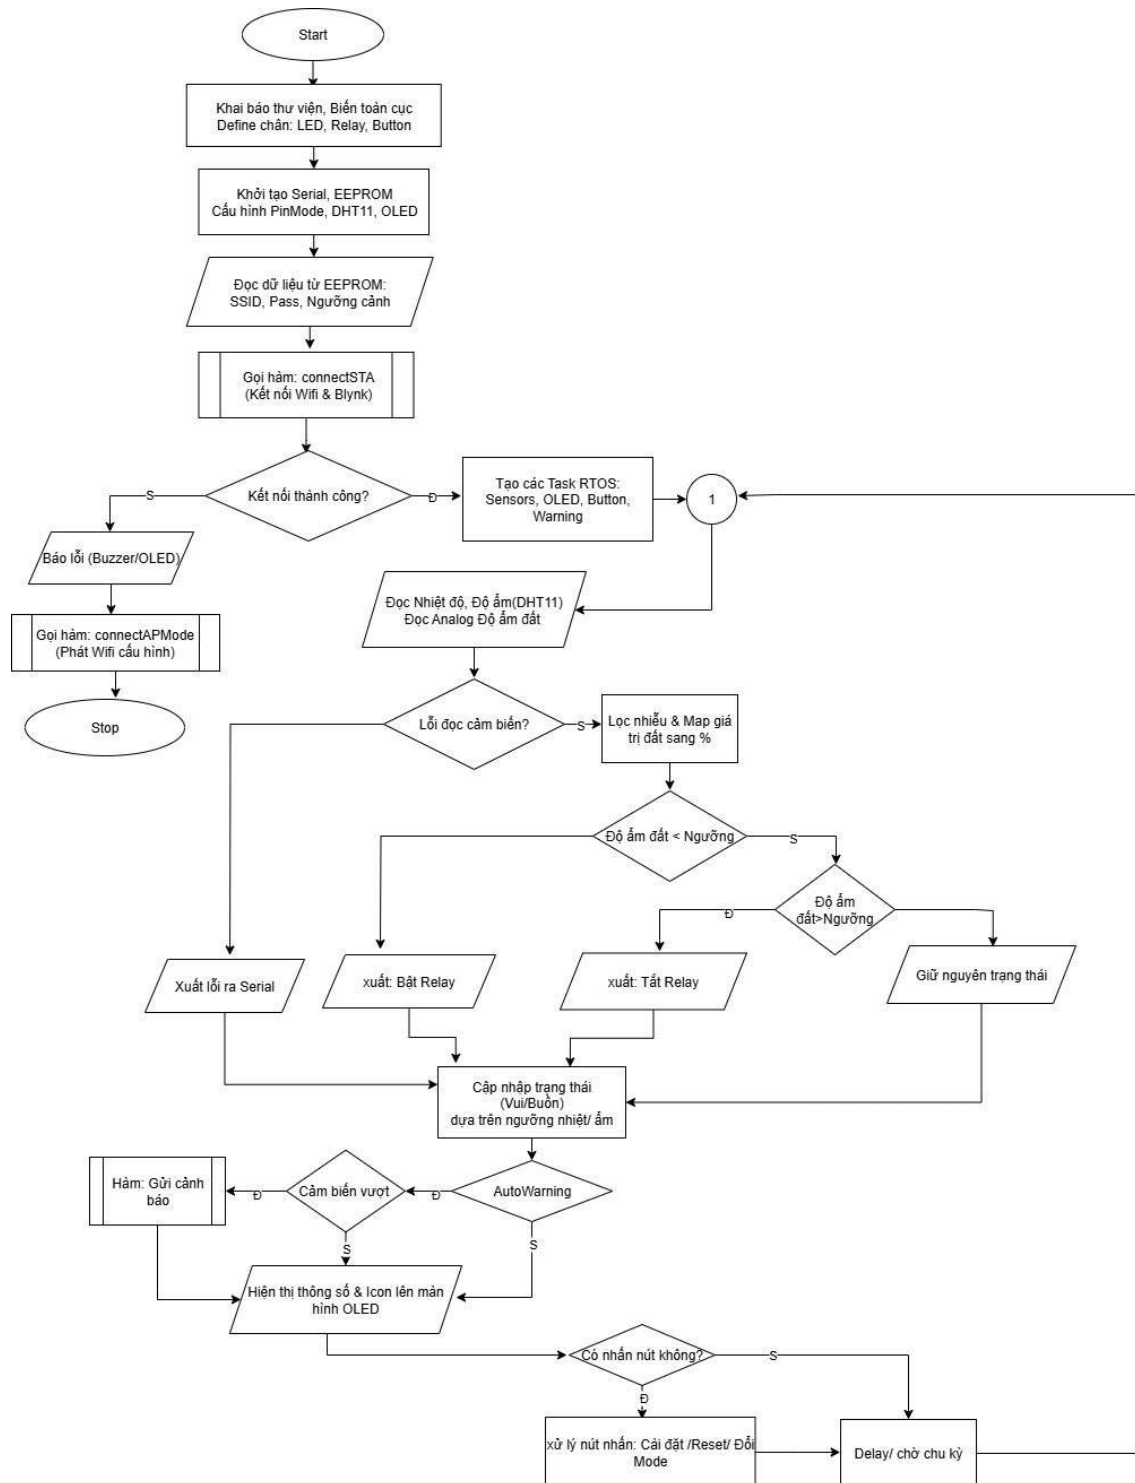 Start
Khai báo thư viện, Biến toàn cục
Define chân: LED, Relay, Button
Khởi tạo Serial, EEPROM
Cấu hình PinMode, DHT11, OLED
Đọc dữ liệu từ EEPROM:
SSID, Pass, Ngưỡng cảnh
Gọi hàm: connectSTA
(Kết nối Wifi & Blynk)
Kết nối thành công?
S
Đ
Tạo các Task RTOS:
Sensors, OLED, Button,
Warning
1
Báo lỗi (Buzzer/OLED)
Gọi hàm: connectAPMode
(Phát Wifi cấu hình)
Stop
Đọc Nhiệt độ, Độ ẩm(DHT11)
Đọc Analog Độ ẩm đất
Lỗi đọc cảm biến?
S
Lọc nhiễu & Map giá
trị đất sang %
Độ ẩm đất < Ngưỡng
S
Độ ẩm
đất>Ngưỡng
Đ
Xuất lỗi ra Serial
xuất: Bật Relay
xuất: Tắt Relay
Giữ nguyên trạng thái
Cập nhập trạng thái
(Vui/Buồn)
dựa trên ngưỡng nhiệt/ ẩm
AutoWarning
Đ
S
Cảm biến vượt
Đ
S
Hàm: Gửi cảnh
báo
Hiện thị thông số & Icon lên màn
hình OLED
Có nhấn nút không?
S
Đ
xử lý nút nhấn: Cài đặt /Reset/ Đổi
Mode
Delay/ chờ chu kỳ